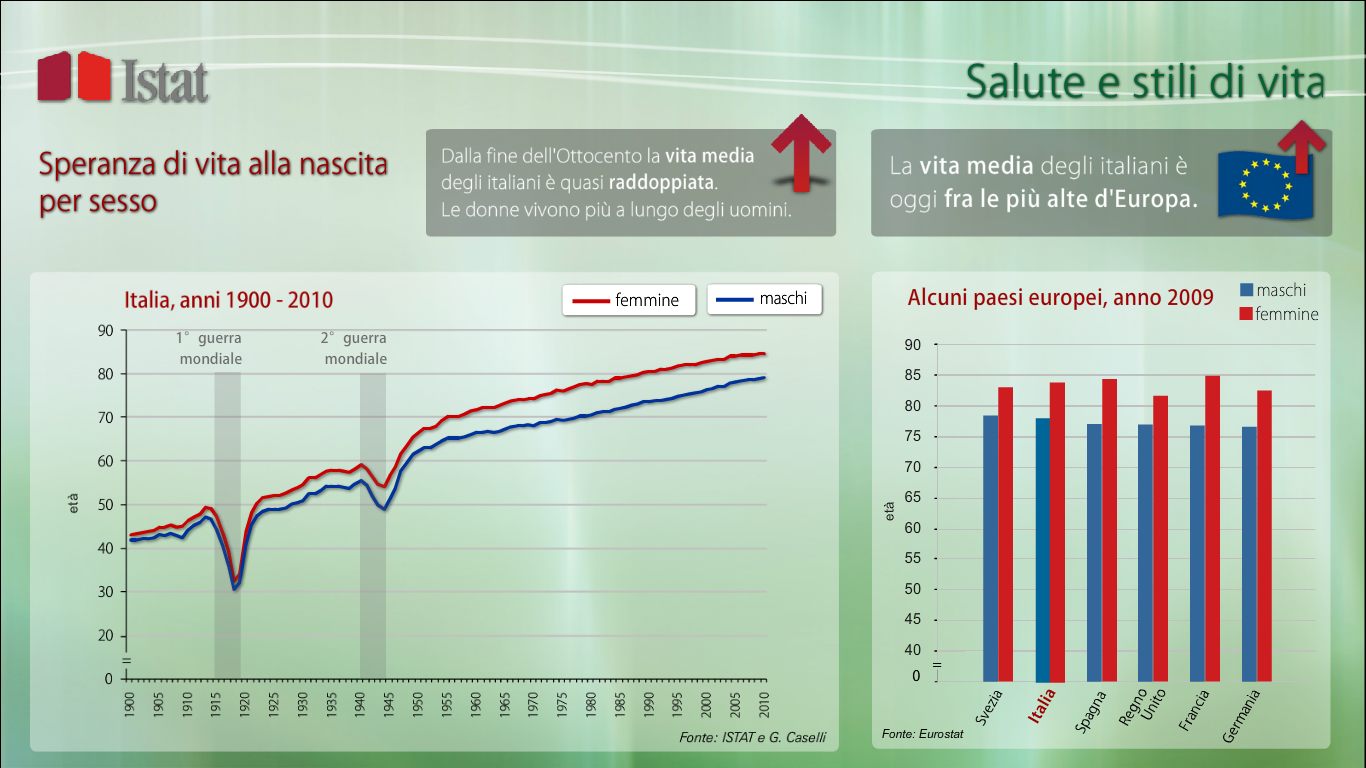 Istat
Salute e stili di vita
Speranza di vita alla nascita
per sesso
Dalla fine dell'Ottocento la vita media
degli italiani è quasi raddoppiata.
Le donne vivono più a lungo degli uomini.
La vita media degli italiani è
oggi fra le più alte d'Europa.
Italia, anni 1900 - 2010
femmine
maschi
1° guerra
mondiale
2° guerra
mondiale
90
80
70
60
50
40
30
20
=
0
età
1900 1905 1910 1915 1920 1925 1930 1935 1940 1945 1950 1955 1960 1965 1970 1975 1980 1985 1990 1995 2000 2005 2010
Fonte: ISTAT e G. Caselli
Alcuni paesi europei, anno 2009
maschi
femmine
90
85
80
75
70
65
60
55
50
45
40
=
0
età
Svezia
Italia
Spagna
Regno
Unito
Francia
Germania
Fonte: Eurostat